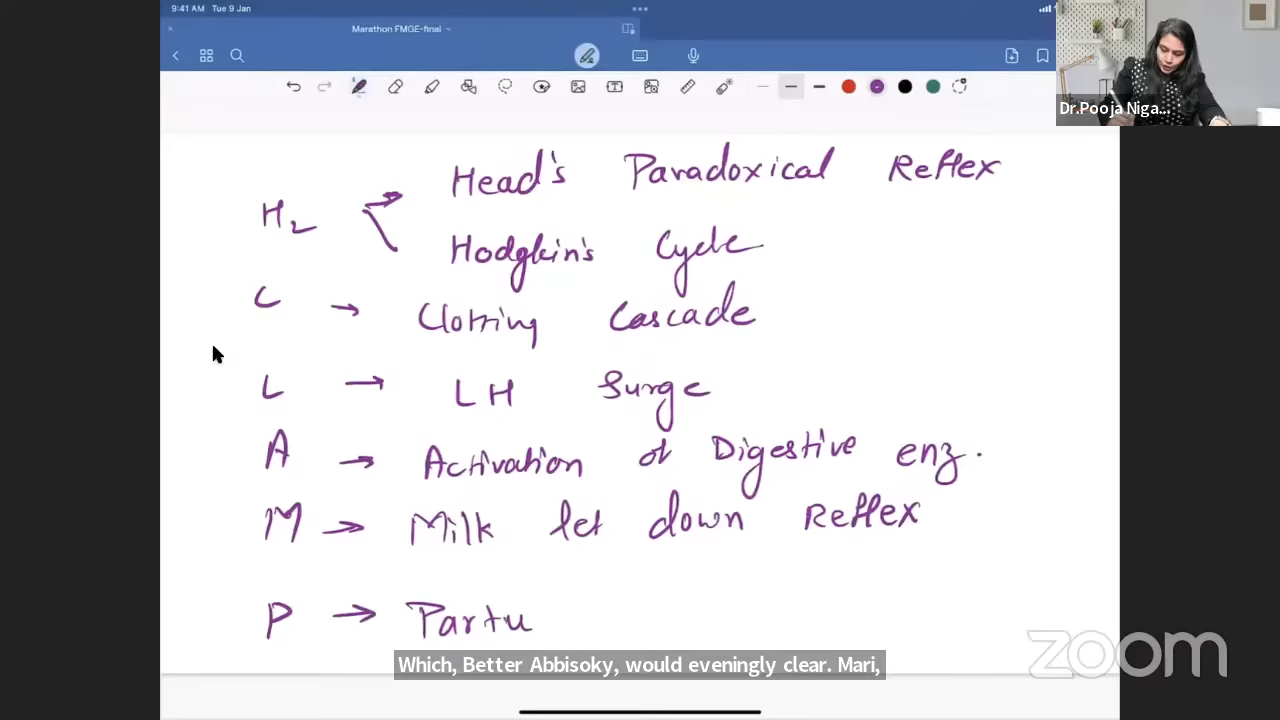 9:41 AM Tue 9 Jan
Marathon FMGE-final
Dr.Pooja Niga...
H2 → Head's Paradoxical Reflex
Hodgkin's Cycle
C → Clotting Cascade
L → LH Surge
A → Activation of Digestive enz.
M → Milk let down Reflex
P → Partu
Which, Better Abbisoky, would eveningly clear. Mari,
zoom